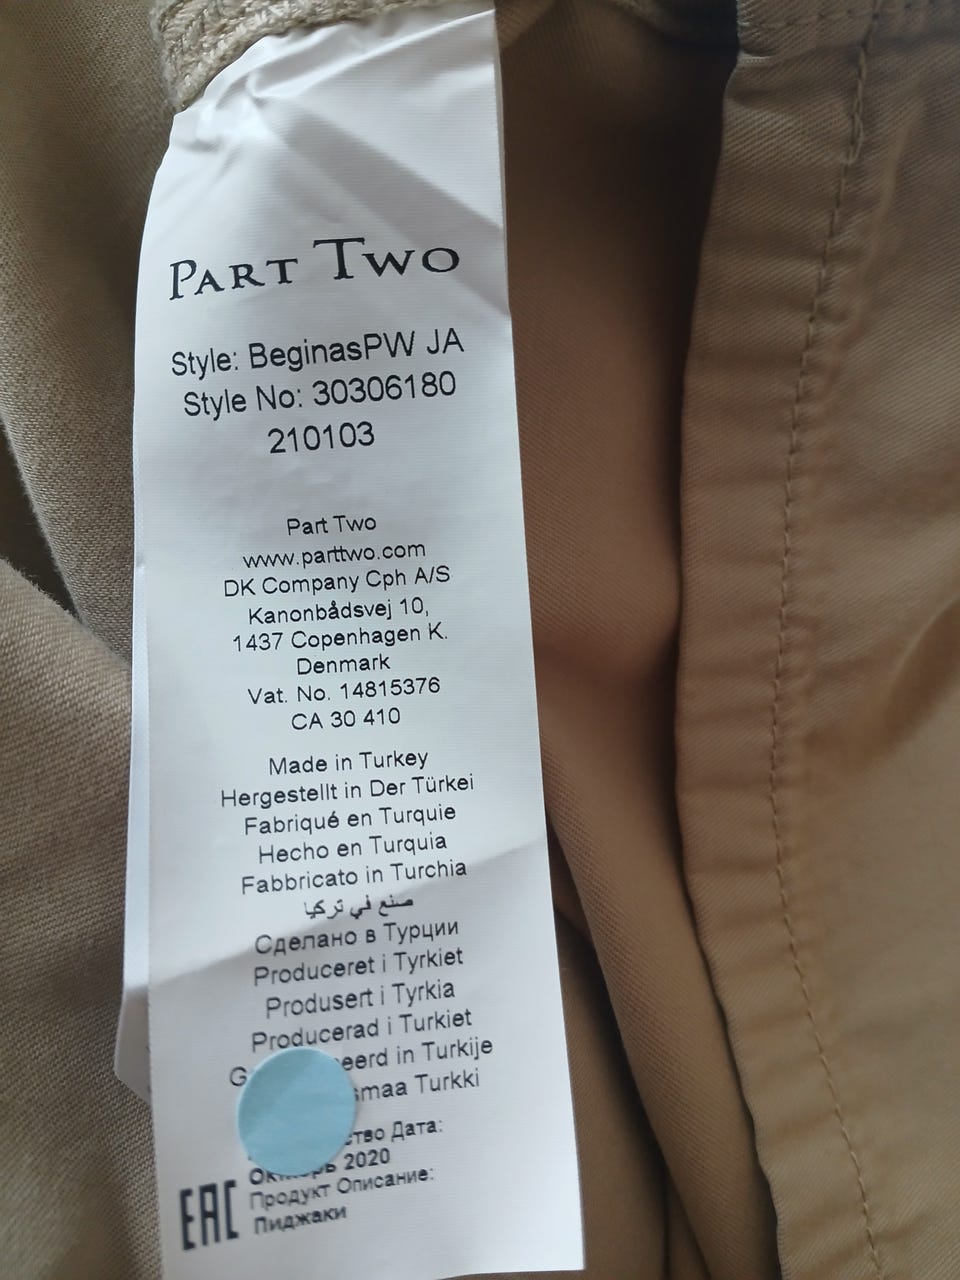 PART TWO
Style: BeginasPW JA
Style No: 30306180
210103
Part Two
www.parttwo.com
DK Company Cph A/S
Kanonbådsvej 10,
1437 Copenhagen K.
Denmark
Vat. No. 14815376
CA 30 410
Made in Turkey
Hergestellt in Der Türkei
Fabriqué en Turquie
Hecho en Turquia
Fabbricato in Turchia
صنع في تركيا
Сделано в Турции
Produceret i Tyrkiet
Produsert i Tyrkia
Producerad i Turkiet
in Turkije
Turkki
Дата:
2020
Продукт Описание:
Пиджаки
EAC